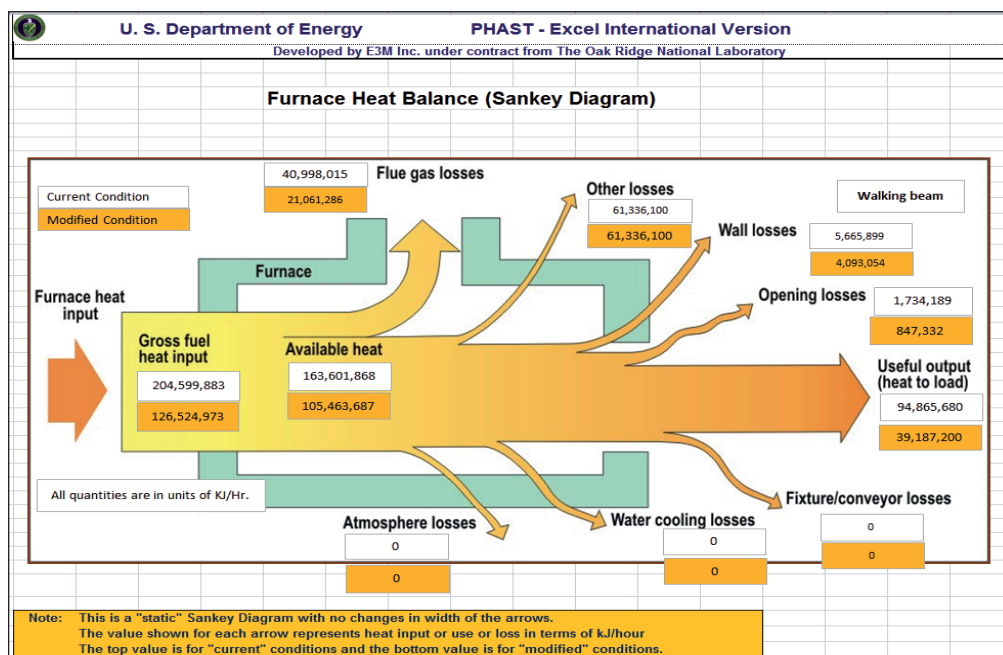 U. S. Department of Energy PHAST - Excel International Version
Developed by E3M Inc. under contract from The Oak Ridge National Laboratory
Furnace Heat Balance (Sankey Diagram)
Current Condition
Modified Condition
40,998,015
21,061,286
Flue gas losses
Other losses
61,336,100
61,336,100
Walking beam
Wall losses
5,665,899
4,093,054
Furnace
Opening losses
1,734,189
847,332
Furnace heat
input
Gross fuel
heat input
204,599,883
126,524,973
Available heat
163,601,868
105,463,687
Useful output
(heat to load)
94,865,680
39,187,200
All quantities are in units of KJ/Hr.
Atmosphere losses
0
0
Water cooling losses
0
0
Fixture/conveyor losses
0
0
Note: This is a "static" Sankey Diagram with no changes in width of the arrows.
The value shown for each arrow represents heat input or use or loss in terms of kJ/hour
The top value is for "current" conditions and the bottom value is for "modified" conditions.